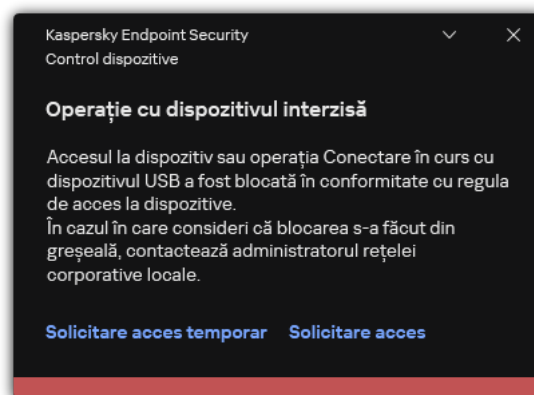 Kaspersky Endpoint Security
Control dispozitive
Operație cu dispozitivul interzisă
Accesul la dispozitiv sau operația Conectare în curs cu
dispozitivul USB a fost blocată în conformitate cu regula
de acces la dispozitive.
În cazul în care consideri că blocarea s-a făcut din
greșeală, contactează administratorul rețelei
corporative locale.
Solicitare acces temporar Solicitare acces